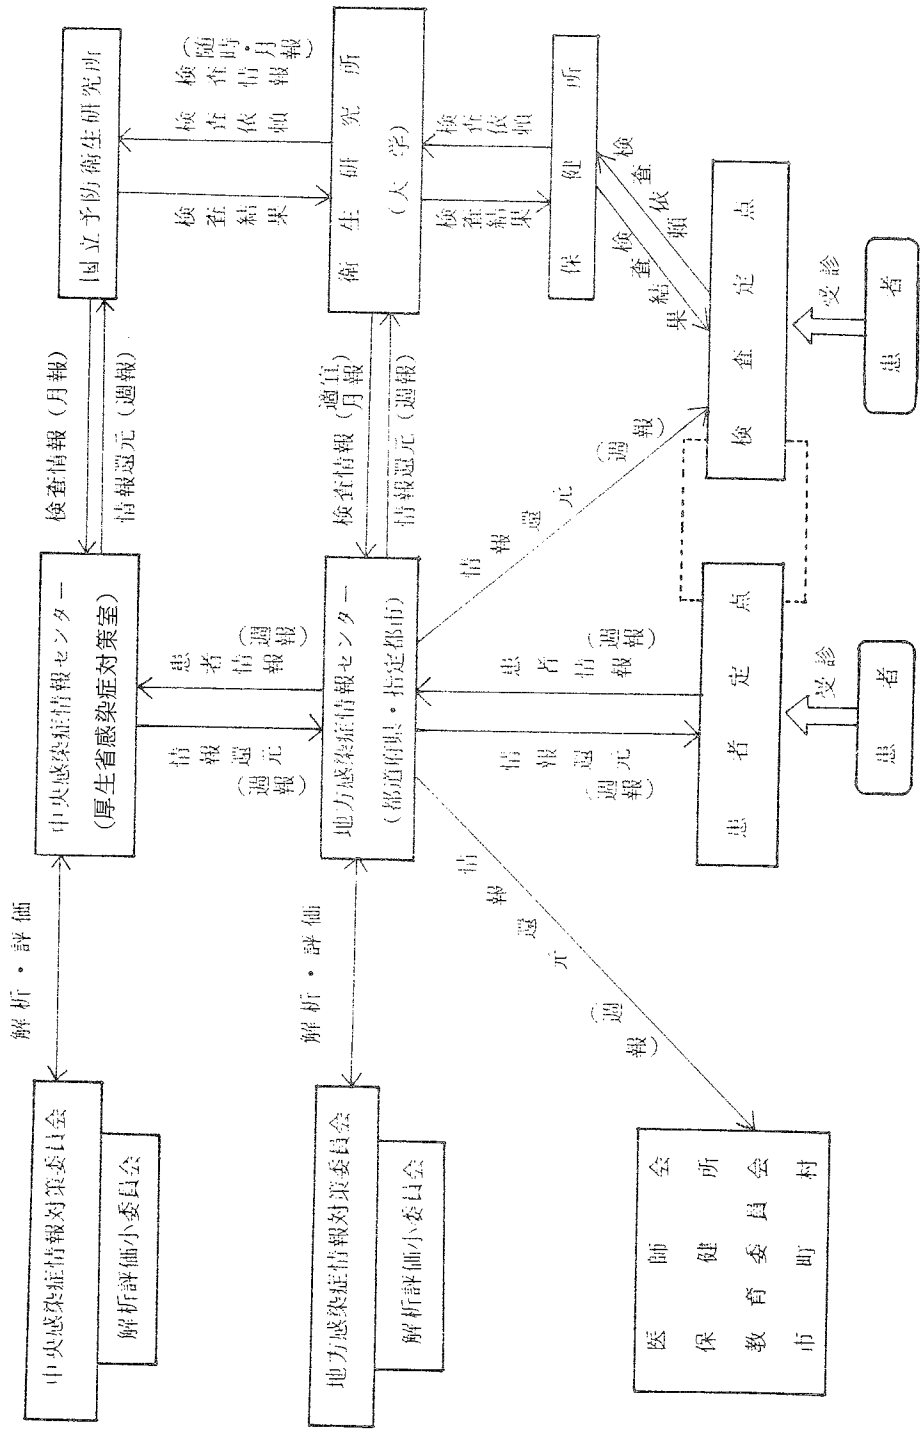 中央感染症情報対策委員会
解析評価小委員会
解析・評価
中央感染症情報センター
(厚生省感染症対策室)
検査情報(月報)
情報還元(週報)
国立予防衛生研究所
情報還元
(週報)
患者情報
(週報)
検査結果
検査依頼
検査情報
(随時・月報)
地方感染症情報対策委員会
解析評価小委員会
解析・評価
地方感染症情報センター
(都道府県・指定都市)
検査情報(適宜月報)
情報還元(週報)
衛生研究所
(大学)
検査結果
検査依頼
保健所
情報還元
(週報)
情報還元
(週報)
患者情報
(週報)
情報還元
(週報)
検査結果
検査依頼
医師会
保健所
教育委員会
市町村
患者定点
検査定点
受診
受診
患者
患者